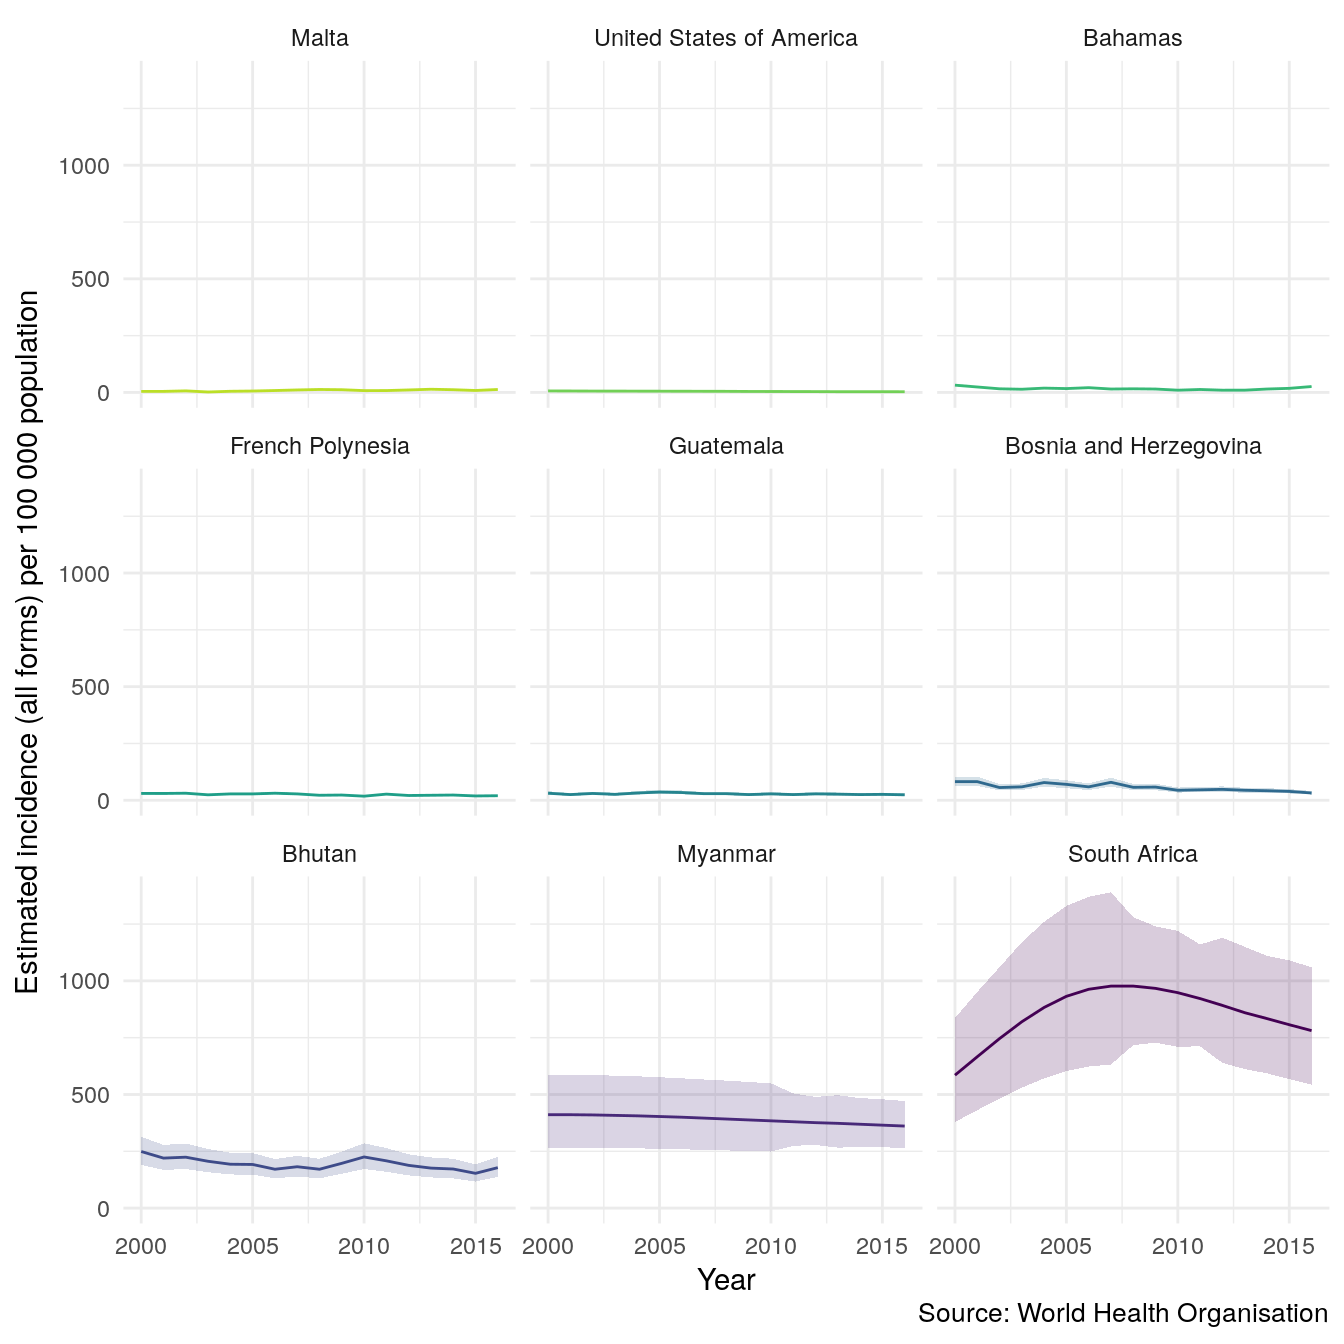 Malta
United States of America
Bahamas
1000
500
0
French Polynesia
Guatemala
Bosnia and Herzegovina
1000
500
0
Bhutan
Myanmar
South Africa
1000
500
0
2000 2005 2010 2015
2000 2005 2010 2015
2000 2005 2010 2015
Estimated incidence (all forms) per 100 000 population
Year
Source: World Health Organisation